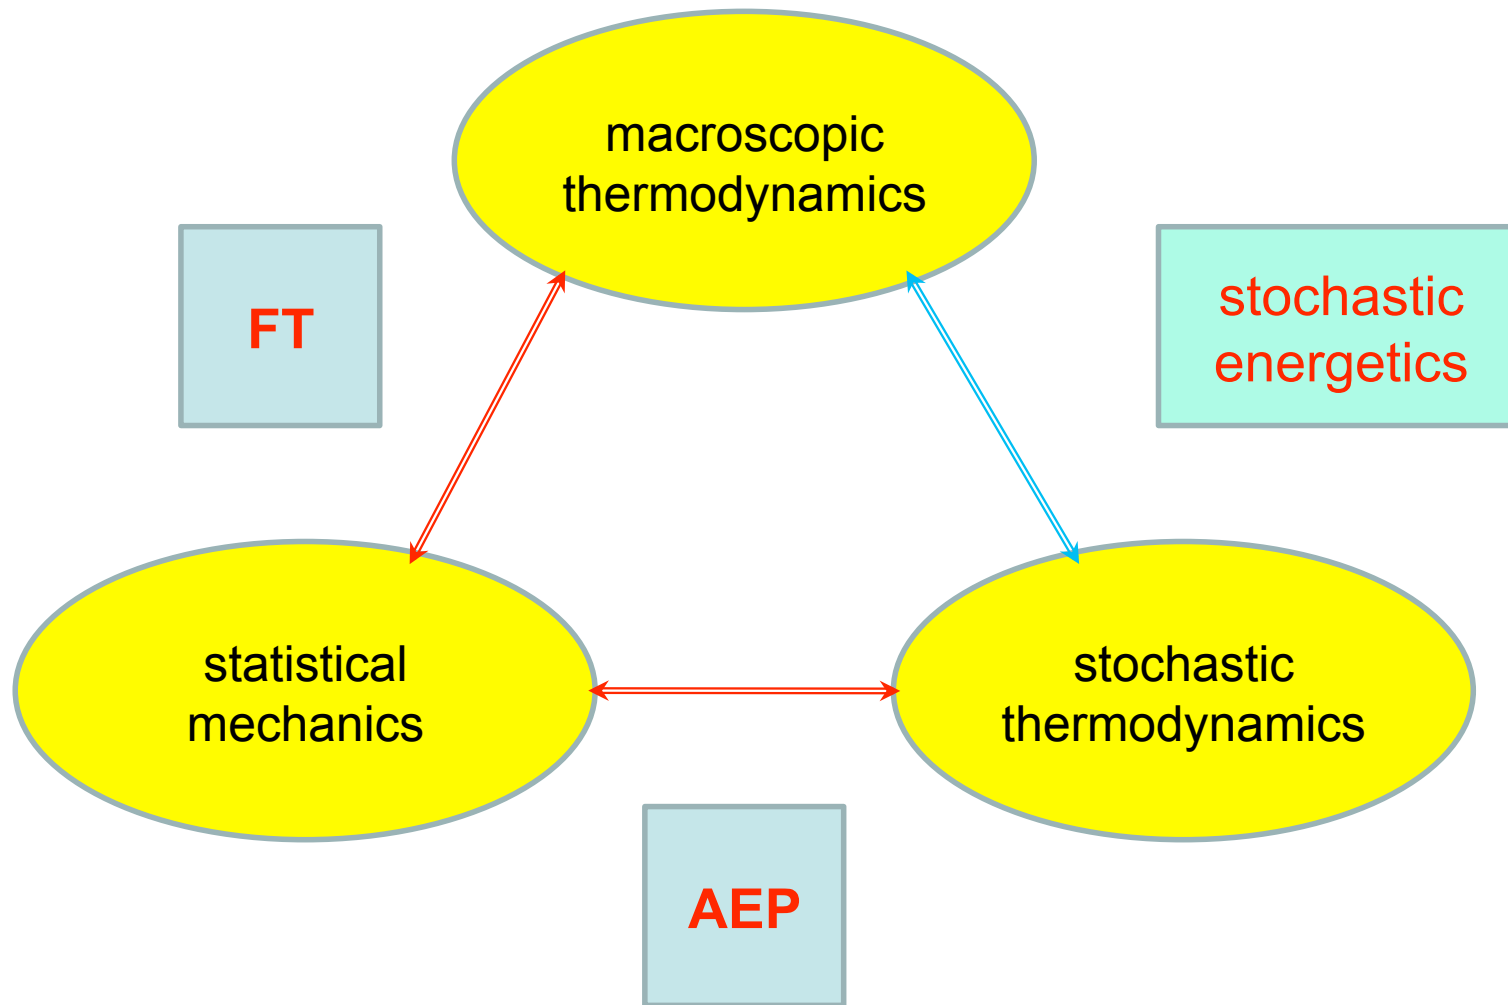 macroscopic
thermodynamics
FT
stochastic
energetics
statistical
mechanics
stochastic
thermodynamics
AEP